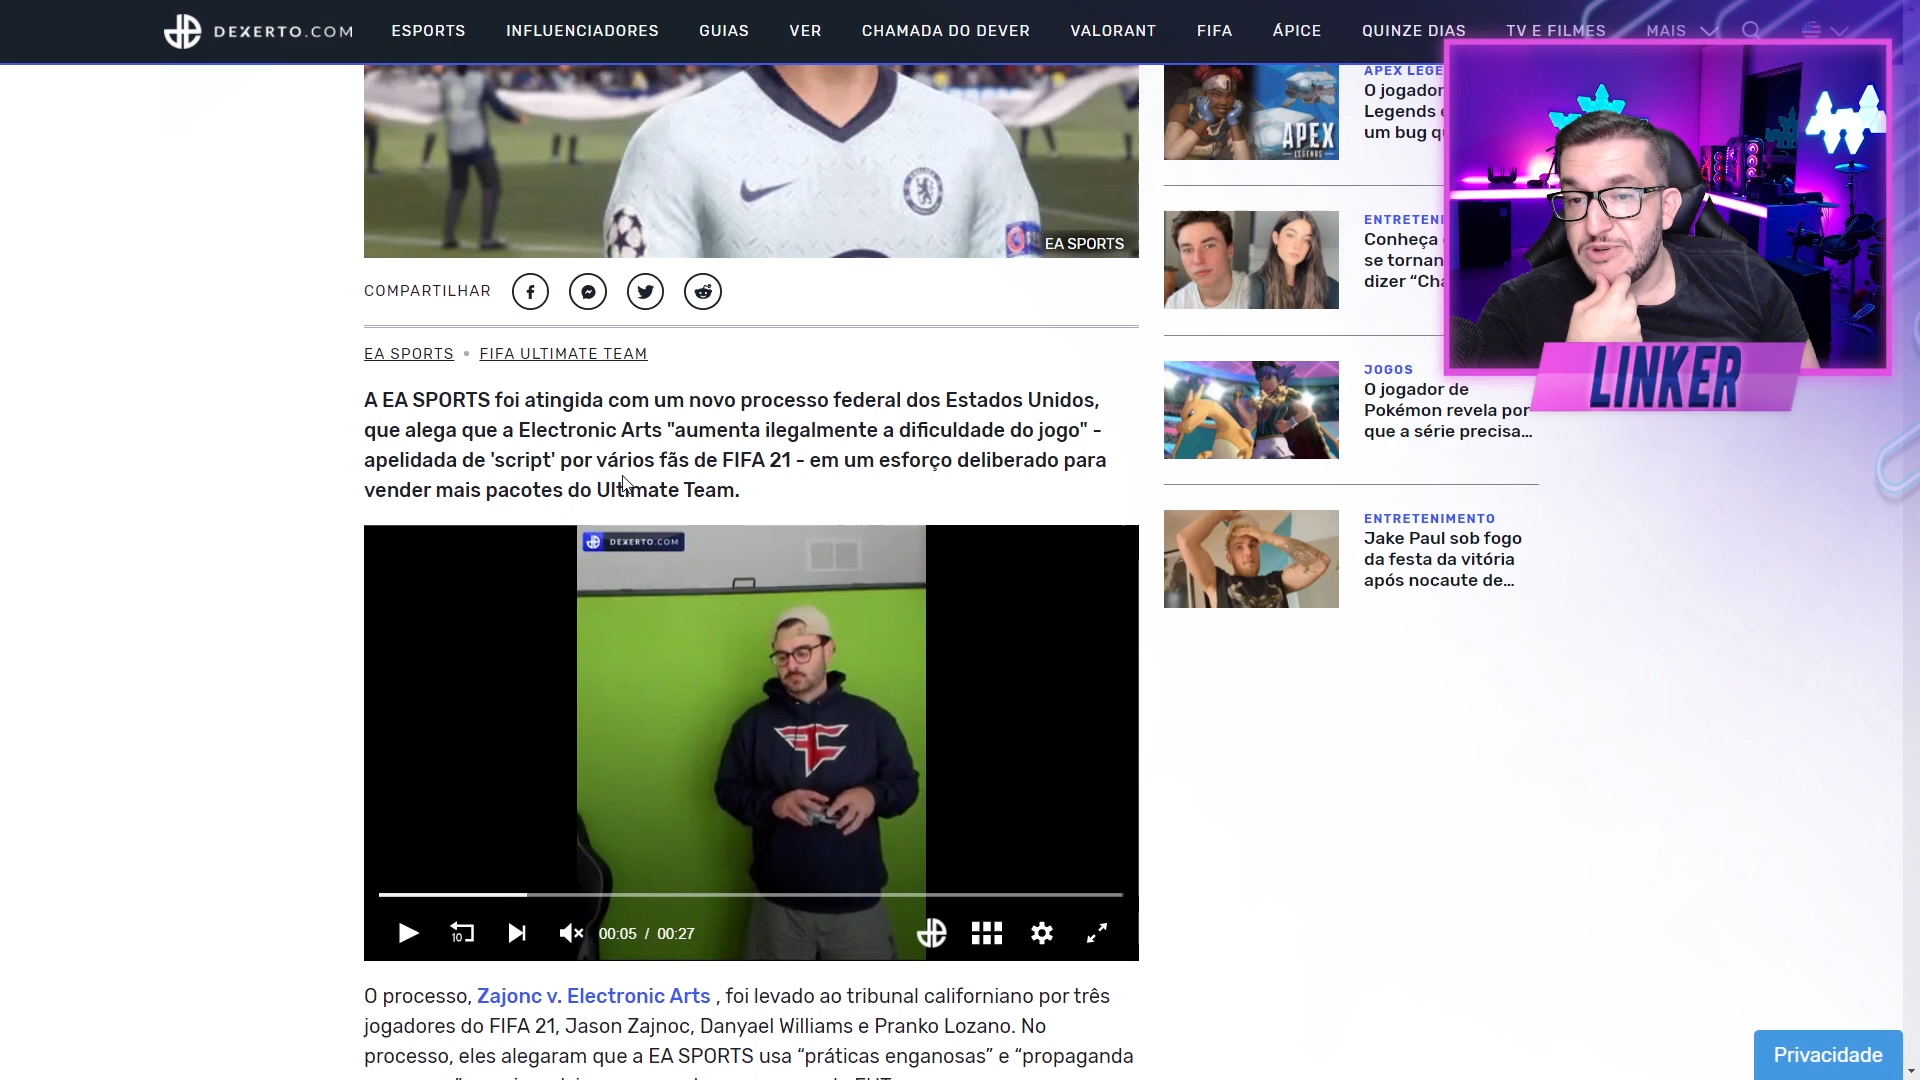 DEXERTO.COM
ESPORTS
INFLUENCIADORES
GUIAS
VER
CHAMADA DO DEVER
VALORANT
FIFA
ÁPICE
QUINZE DIAS
TV E FILMES
MAIS
EA SPORTS
COMPARTILHAR
EA SPORTS • FIFA ULTIMATE TEAM
A EA SPORTS foi atingida com um novo processo federal dos Estados Unidos,
que alega que a Electronic Arts "aumenta ilegalmente a dificuldade do jogo" -
apelidada de 'script' por vários fãs de FIFA 21 - em um esforço deliberado para
vender mais pacotes do Ultimate Team.
DEXERTO.COM
10
00:05 / 00:27
O processo, Zajonc v. Electronic Arts , foi levado ao tribunal californiano por três
jogadores do FIFA 21, Jason Zajnoc, Danyael Williams e Pranko Lozano. No
processo, eles alegaram que a EA SPORTS usa “práticas enganosas” e “propaganda
APEX
LEGENDS
APEX LEGE
O jogador
Legends
um bug
ENTRETENI
Conheça
se tornan
dizer “Cha
JOGOS
O jogador de
Pokémon revela por
que a série precisa...
ENTRETENIMENTO
Jake Paul sob fogo
da festa da vitória
após nocaute de...
LINKER
Privacidade